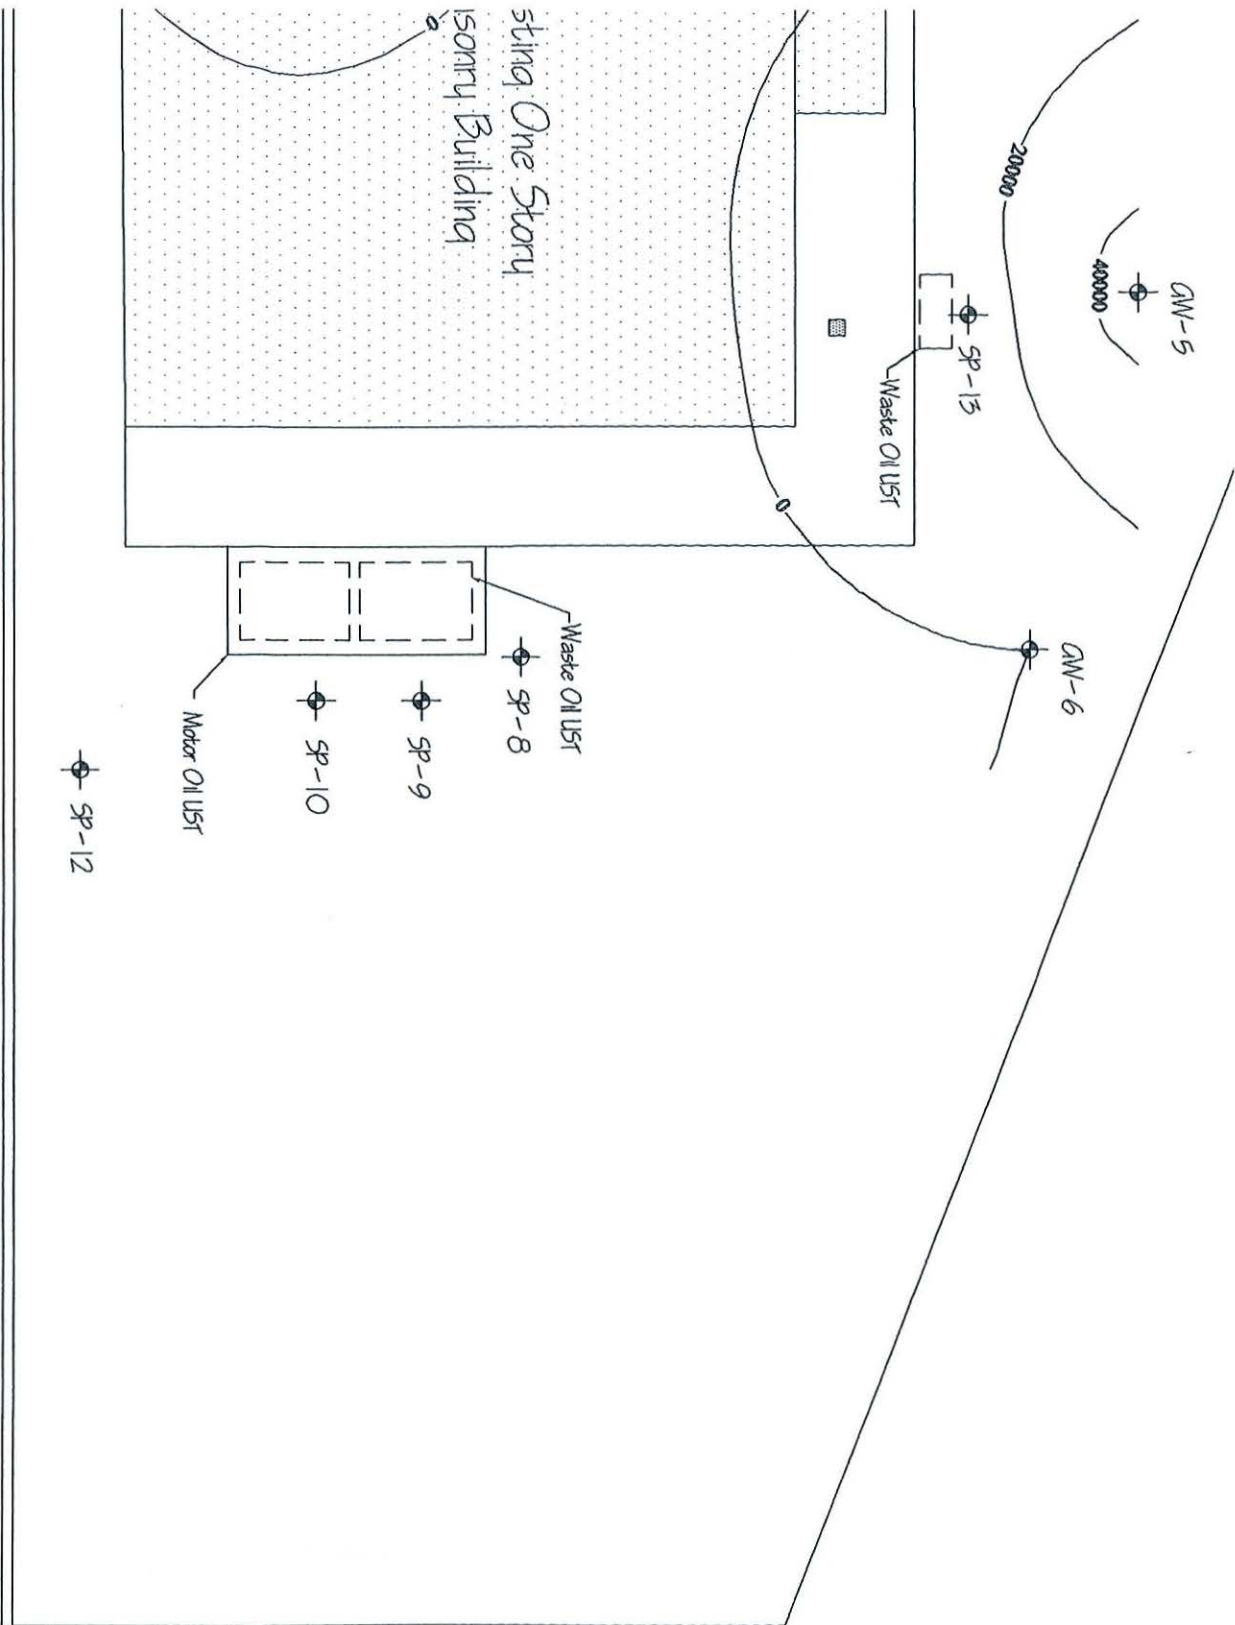 GW-5
40000
20000
SP-13
Waste Oil UST
sting One Story
sonry Building
0
0
GW-6
Waste Oil UST
SP-8
SP-9
SP-10
Motor Oil UST
SP-12